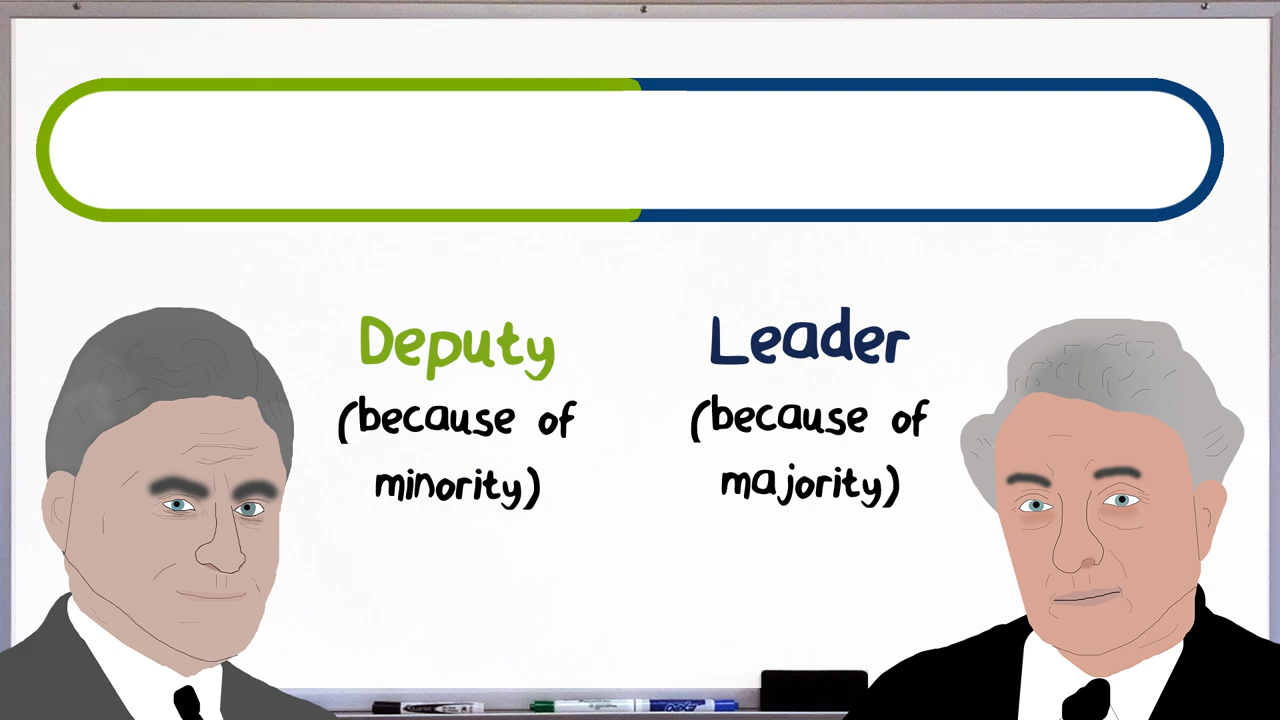 Deputy
(because of
minority)
Leader
(because of
majority)